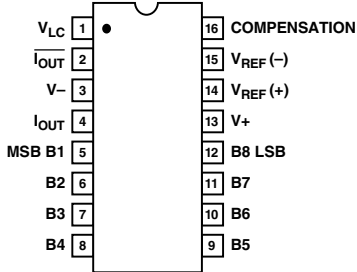 V_LC 1 16 COMPENSATION
I̅O̅U̅T̅ 2 15 V_REF (–)
V– 3 14 V_REF (+)
I_OUT 4 13 V+
MSB B1 5 12 B8 LSB
B2 6 11 B7
B3 7 10 B6
B4 8 9 B5